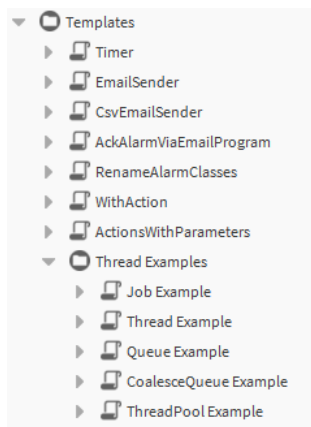 Templates
Timer
EmailSender
CsvEmailSender
AckAlarmViaEmailProgram
RenameAlarmClasses
WithAction
ActionsWithParameters
Thread Examples
Job Example
Thread Example
Queue Example
CoalesceQueue Example
ThreadPool Example